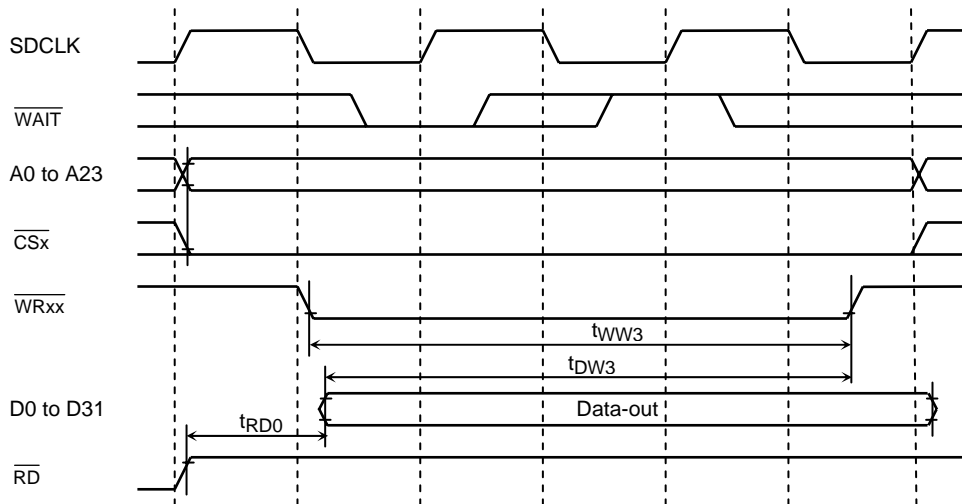 SDCLK
WAIT
A0 to A23
CSx
WRxx
tWW3
tDW3
D0 to D31
Data-out
tRD0
RD